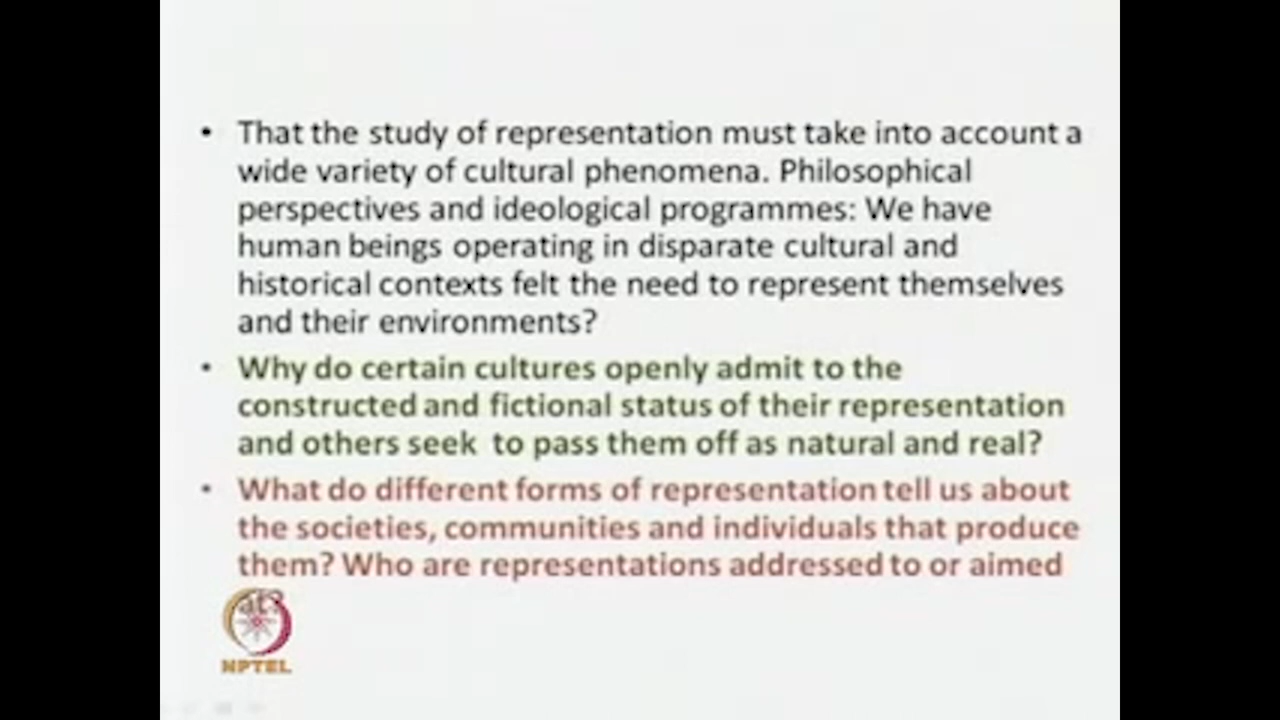 • That the study of representation must take into account a
wide variety of cultural phenomena. Philosophical
perspectives and ideological programmes: We have
human beings operating in disparate cultural and
historical contexts felt the need to represent themselves
and their environments?
• Why do certain cultures openly admit to the
constructed and fictional status of their representation
and others seek to pass them off as natural and real?
• What do different forms of representation tell us about
the societies, communities and individuals that produce
them? Who are representations addressed to or aimed
at?
NPTEL